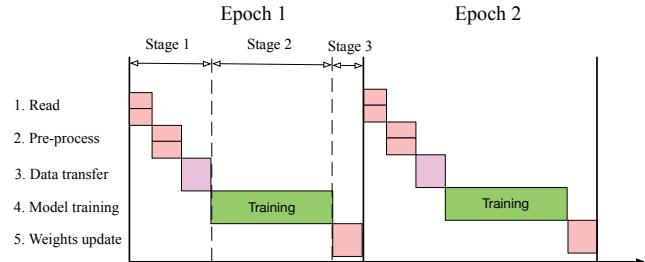 Epoch 1
Epoch 2
Stage 1
Stage 2
Stage 3
1. Read
2. Pre-process
3. Data transfer
4. Model training
Training
Training
5. Weights update